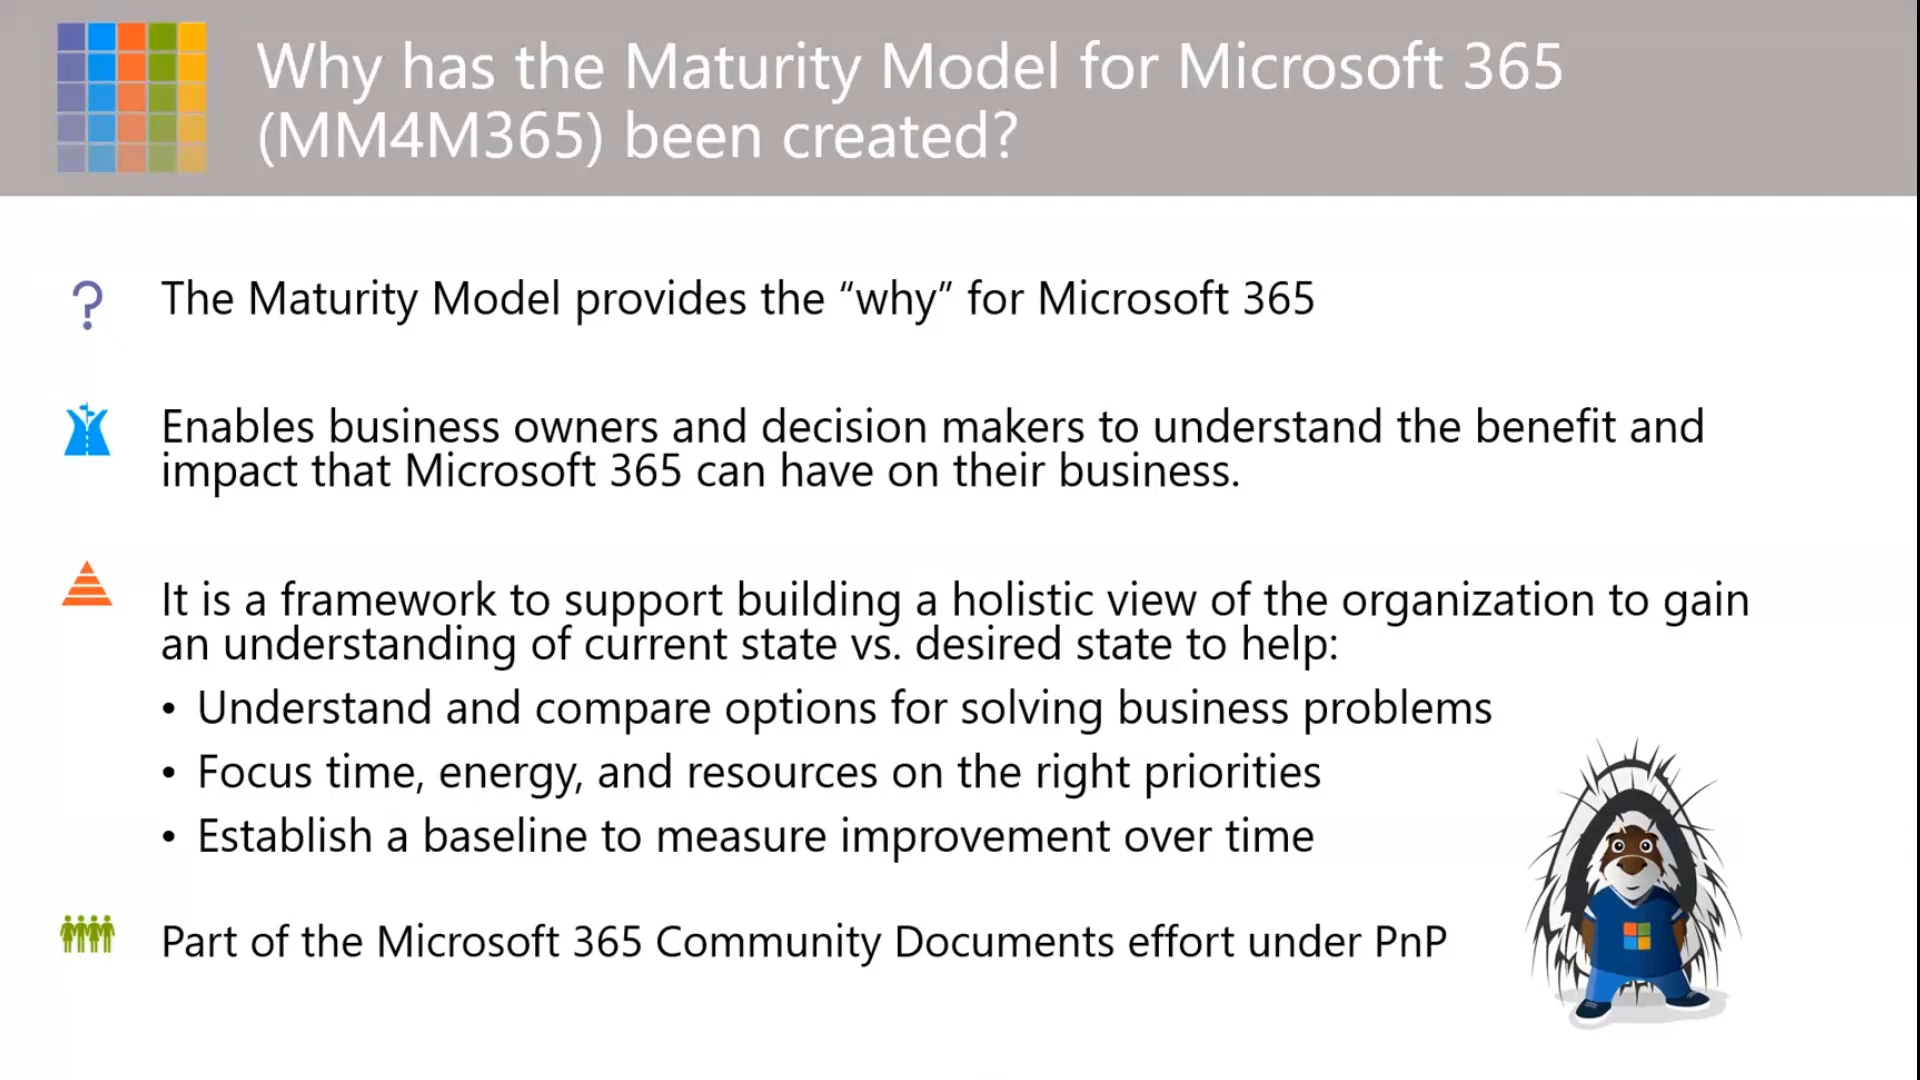 Why has the Maturity Model for Microsoft 365
(MM4M365) been created?
The Maturity Model provides the “why” for Microsoft 365
Enables business owners and decision makers to understand the benefit and
impact that Microsoft 365 can have on their business.
It is a framework to support building a holistic view of the organization to gain
an understanding of current state vs. desired state to help:
• Understand and compare options for solving business problems
• Focus time, energy, and resources on the right priorities
• Establish a baseline to measure improvement over time
Part of the Microsoft 365 Community Documents effort under PnP